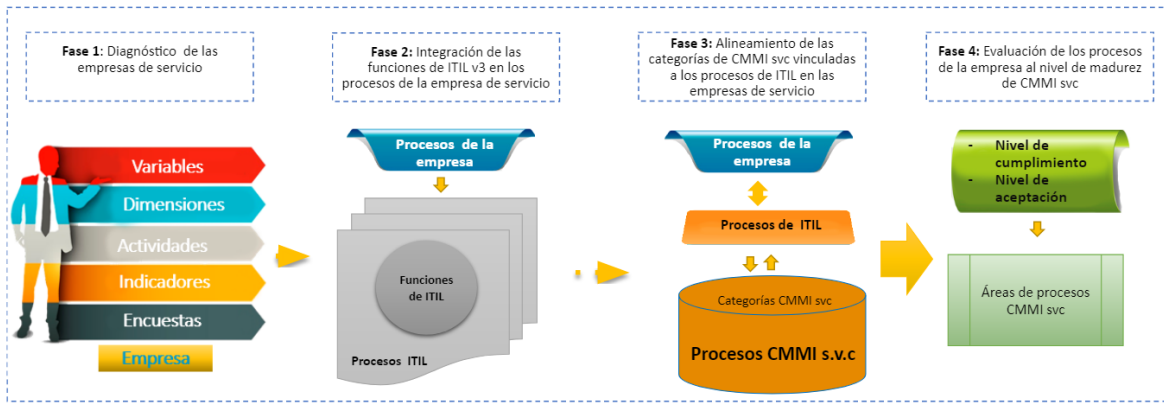 Fase 1: Diagnóstico de las
empresas de servicio
Fase 2: Integración de las
funciones de ITIL v3 en los
procesos de la empresa de servicio
Fase 3: Alineamiento de las
categorías de CMMI svc vinculadas
a los procesos de ITIL en las
empresas de servicio
Fase 4: Evaluación de los procesos
de la empresa al nivel de madurez
de CMMI svc
Variables
Dimensiones
Actividades
Indicadores
Encuestas
Empresa
Procesos de la
empresa
Funciones
de ITIL
Procesos ITIL
Procesos de la
empresa
Procesos de ITIL
Categorías CMMI svc
Procesos CMMI s.v.c
- Nivel de
cumplimiento
- Nivel de
aceptación
Áreas de procesos
CMMI svc